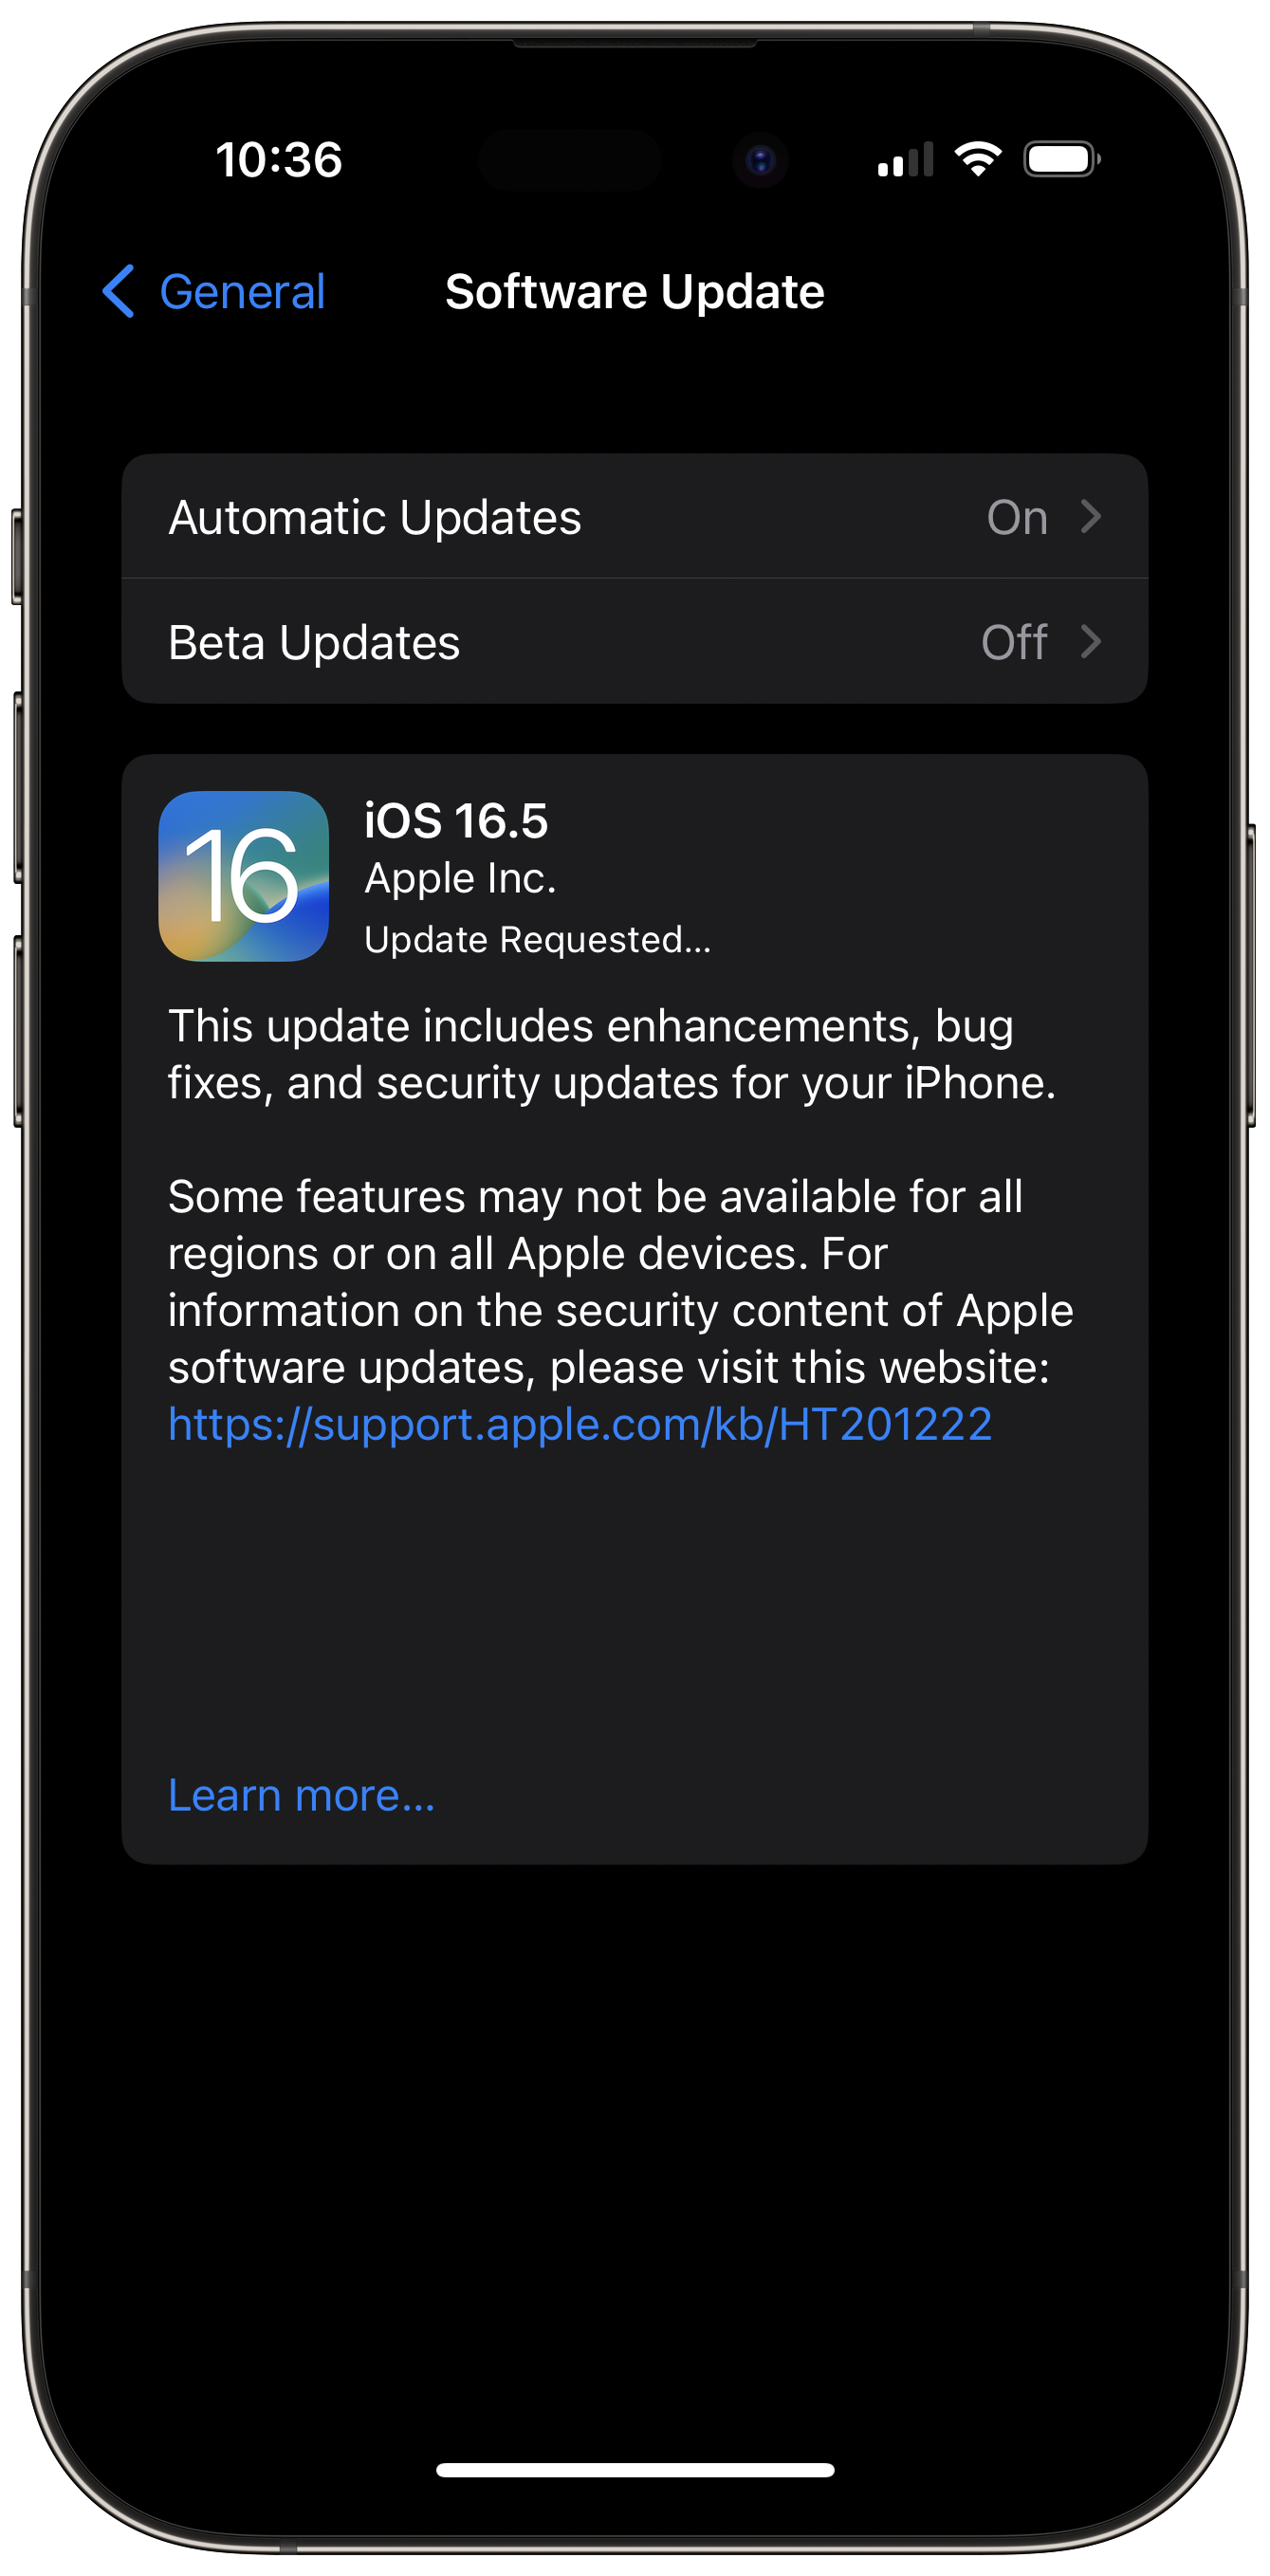 10:36
General
Software Update
Automatic Updates On
Beta Updates Off
16
iOS 16.5
Apple Inc.
Update Requested...
This update includes enhancements, bug
fixes, and security updates for your iPhone.
Some features may not be available for all
regions or on all Apple devices. For
information on the security content of Apple
software updates, please visit this website:
https://support.apple.com/kb/HT201222
Learn more...